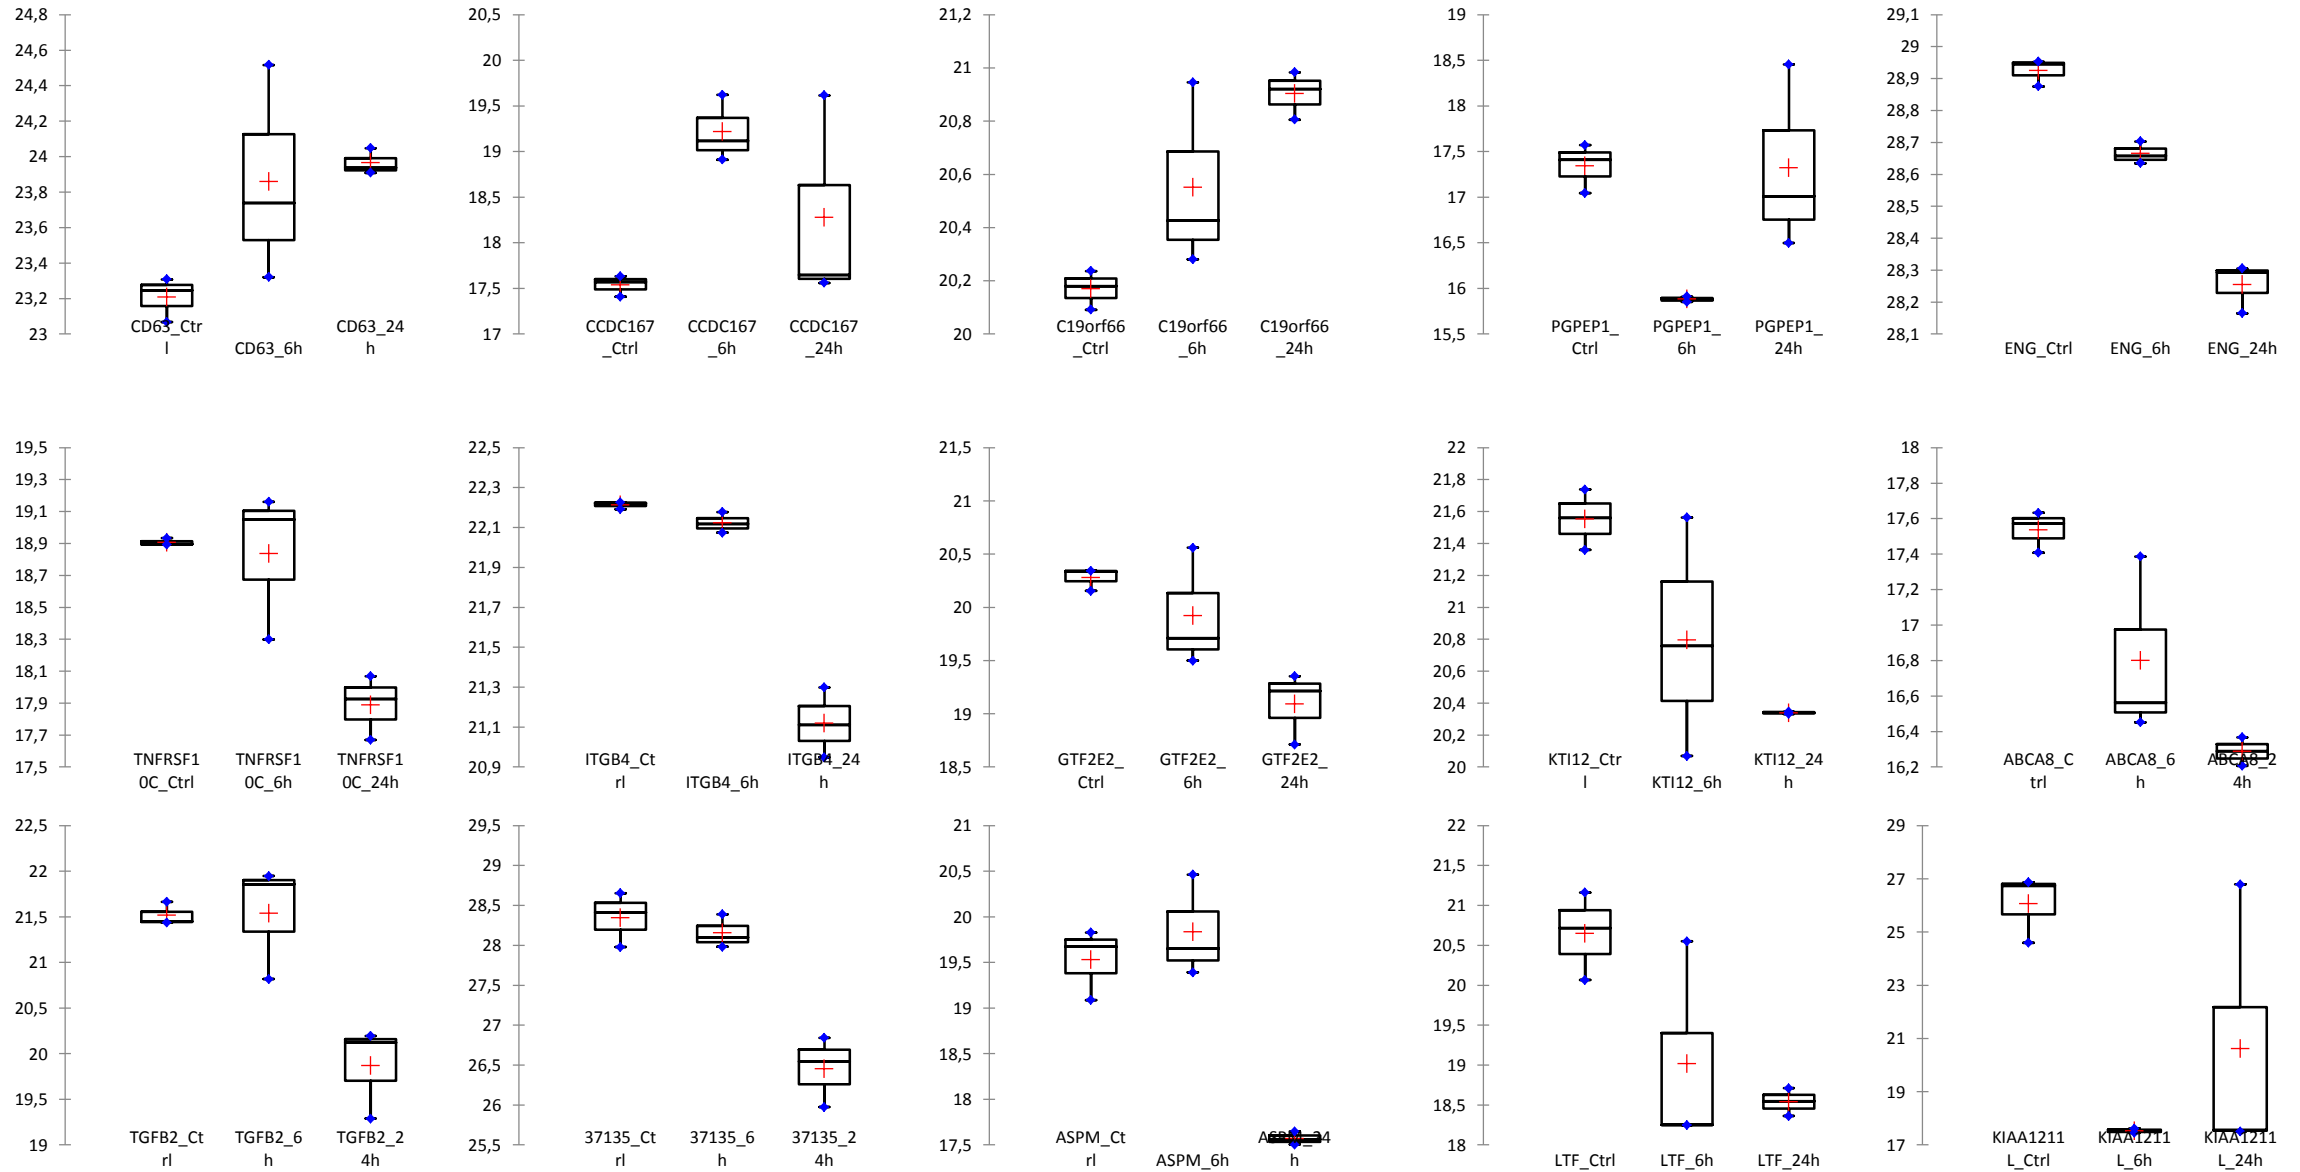 24,8
24,6
24,4
24,2
24
23,8
23,6
23,4
23,2
23
CD63_Ctr
l
CD63_6h
CD63_24
h
20,5
20
19,5
19
18,5
18
17,5
17
CCDC167
_Ctrl
CCDC167
_6h
CCDC167
_24h
21,2
21
20,8
20,6
20,4
20,2
20
C19orf66
_Ctrl
C19orf66
_6h
C19orf66
_24h
19
18,5
18
17,5
17
16,5
16
15,5
PGPEP1_
Ctrl
PGPEP1_
6h
PGPEP1_
24h
29,1
29
28,9
28,8
28,7
28,6
28,5
28,4
28,3
28,2
28,1
ENG_Ctrl
ENG_6h
ENG_24h
19,5
19,3
19,1
18,9
18,7
18,5
18,3
18,1
17,9
17,7
17,5
TNFRSF1
0C_Ctrl
TNFRSF1
0C_6h
TNFRSF1
0C_24h
22,5
22,3
22,1
21,9
21,7
21,5
21,3
21,1
20,9
ITGB4_Ct
rl
ITGB4_6h
ITGB4_24
h
21,5
21
20,5
20
19,5
19
18,5
GTF2E2_
Ctrl
GTF2E2_
6h
GTF2E2_
24h
22
21,8
21,6
21,4
21,2
21
20,8
20,6
20,4
20,2
20
KTI12_Ctr
l
KTI12_6h
KTI12_24
h
18
17,8
17,6
17,4
17,2
17
16,8
16,6
16,4
16,2
ABCA8_C
trl
ABCA8_6
h
ABCA8_2
4h
22,5
22
21,5
21
20,5
20
19,5
19
TGFB2_Ct
rl
TGFB2_6
h
TGFB2_2
4h
29,5
29
28,5
28
27,5
27
26,5
26
25,5
37135_Ct
rl
37135_6
h
37135_2
4h
21
20,5
20
19,5
19
18,5
18
17,5
ASPM_Ct
rl
ASPM_6h
ASPM_24
h
22
21,5
21
20,5
20
19,5
19
18,5
18
LTF_Ctrl
LTF_6h
LTF_24h
29
27
25
23
21
19
17
KIAA1211
L_Ctrl
KIAA1211
L_6h
KIAA1211
L_24h